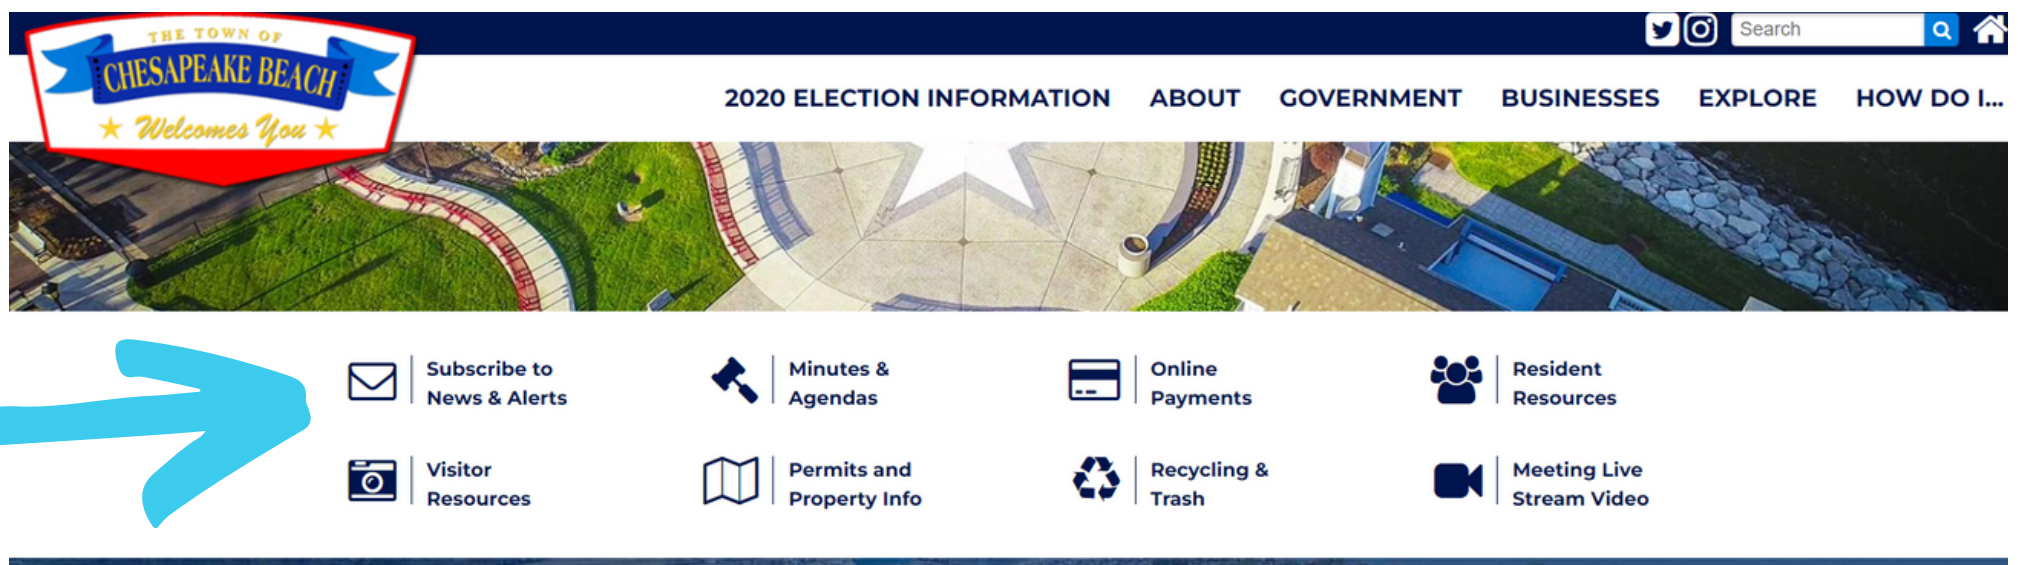 THE TOWN OF
CHESAPEAKE BEACH
Welcomes You
Search
2020 ELECTION INFORMATION ABOUT GOVERNMENT BUSINESSES EXPLORE HOW DO I...
Subscribe to
News & Alerts
Minutes &
Agendas
Online
Payments
Resident
Resources
Visitor
Resources
Permits and
Property Info
Recycling &
Trash
Meeting Live
Stream Video